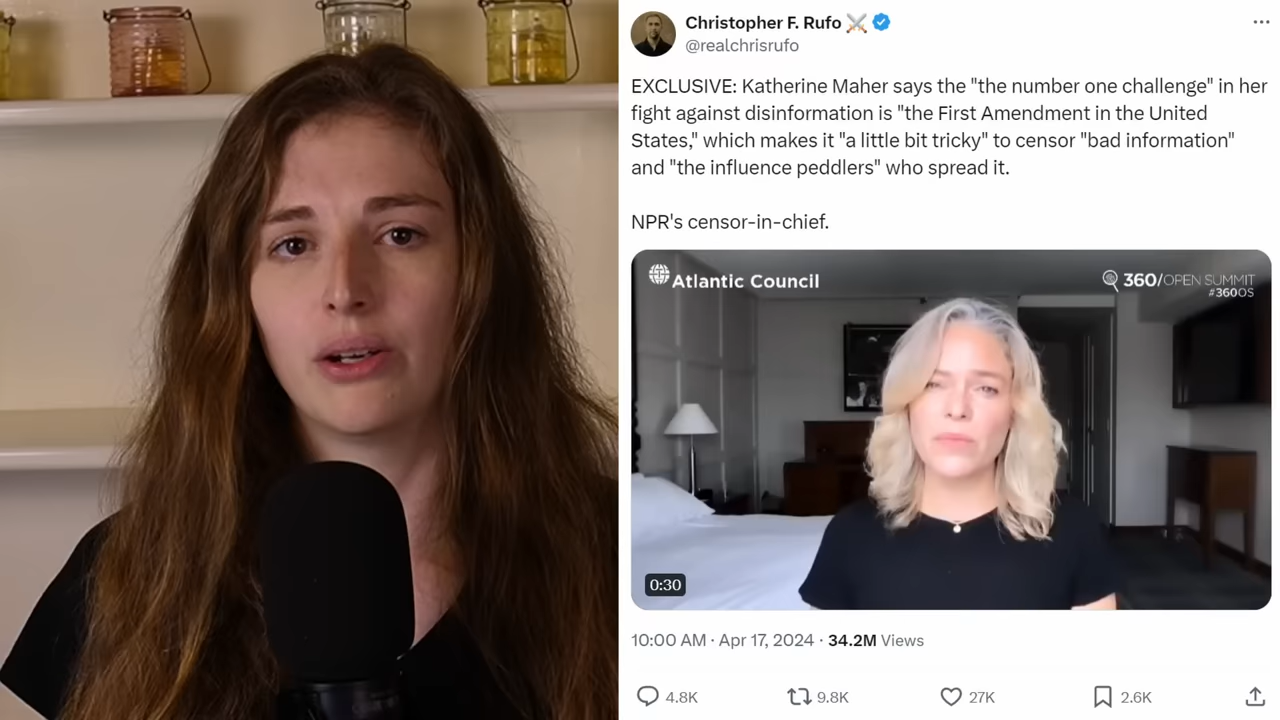 Christopher F. Rufo ⚔️
@realchrisrufo
EXCLUSIVE: Katherine Maher says the "the number one challenge" in her
fight against disinformation is "the First Amendment in the United
States," which makes it "a little bit tricky" to censor "bad information"
and "the influence peddlers" who spread it.
NPR's censor-in-chief.
Atlantic Council
360/OPEN SUMMIT
#360OS
0:30
10:00 AM · Apr 17, 2024 · 34.2M Views
4.8K 9.8K 27K 2.6K